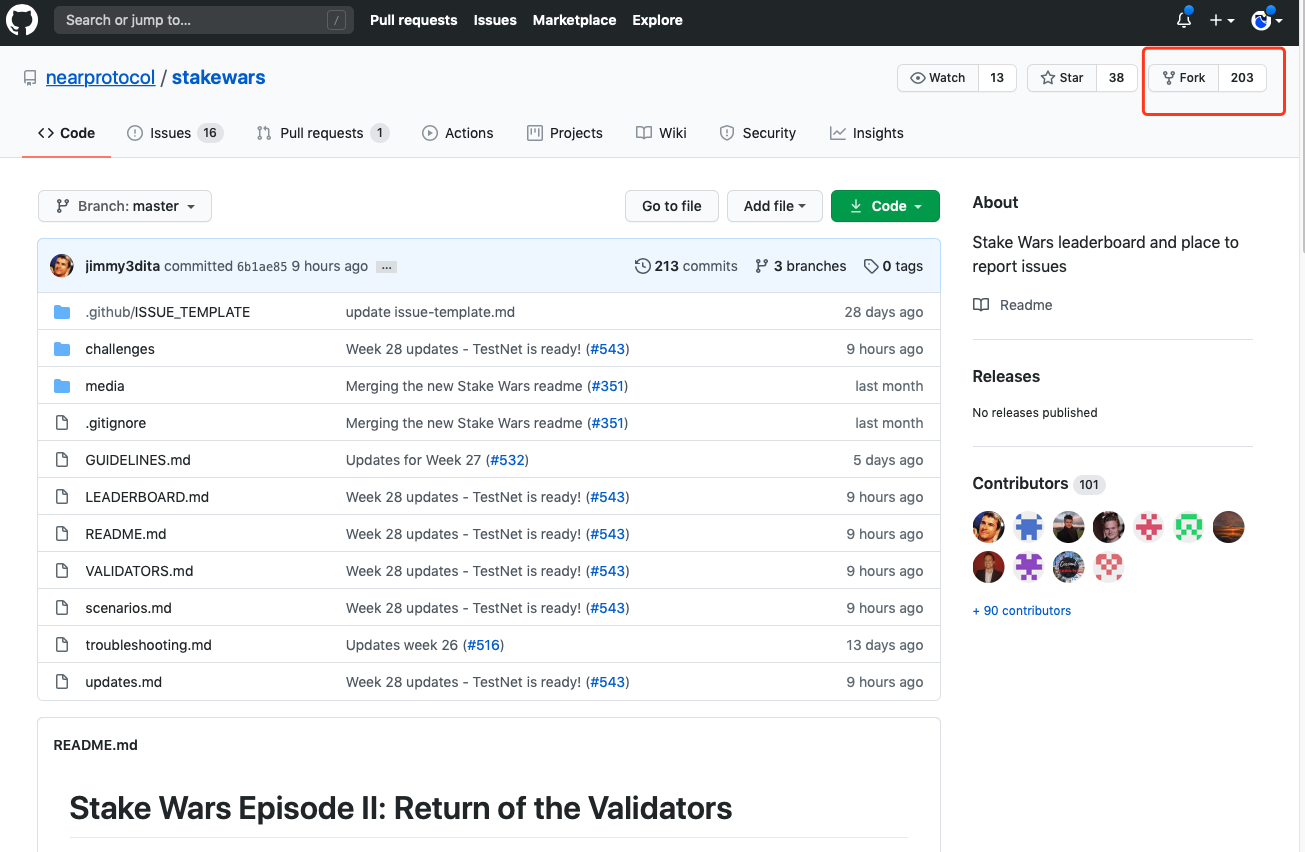 Search or jump to... / Pull requests Issues Marketplace Explore
nearprotocol / stakewars Watch 13 Star 38 Fork 203
Code Issues 16 Pull requests 1 Actions Projects Wiki Security Insights
Branch: master Go to file Add file Code
jimmy3dita committed 6b1ae85 9 hours ago ... 213 commits 3 branches 0 tags
.github/ISSUE_TEMPLATE update issue-template.md 28 days ago
challenges Week 28 updates - TestNet is ready! (#543) 9 hours ago
media Merging the new Stake Wars readme (#351) last month
.gitignore Merging the new Stake Wars readme (#351) last month
GUIDELINES.md Updates for Week 27 (#532) 5 days ago
LEADERBOARD.md Week 28 updates - TestNet is ready! (#543) 9 hours ago
README.md Week 28 updates - TestNet is ready! (#543) 9 hours ago
VALIDATORS.md Week 28 updates - TestNet is ready! (#543) 9 hours ago
scenarios.md Week 28 updates - TestNet is ready! (#543) 9 hours ago
troubleshooting.md Updates week 26 (#516) 13 days ago
updates.md Week 28 updates - TestNet is ready! (#543) 9 hours ago
README.md
Stake Wars Episode II: Return of the Validators
About
Stake Wars leaderboard and place to
report issues
Readme
Releases
No releases published
Contributors 101
+ 90 contributors